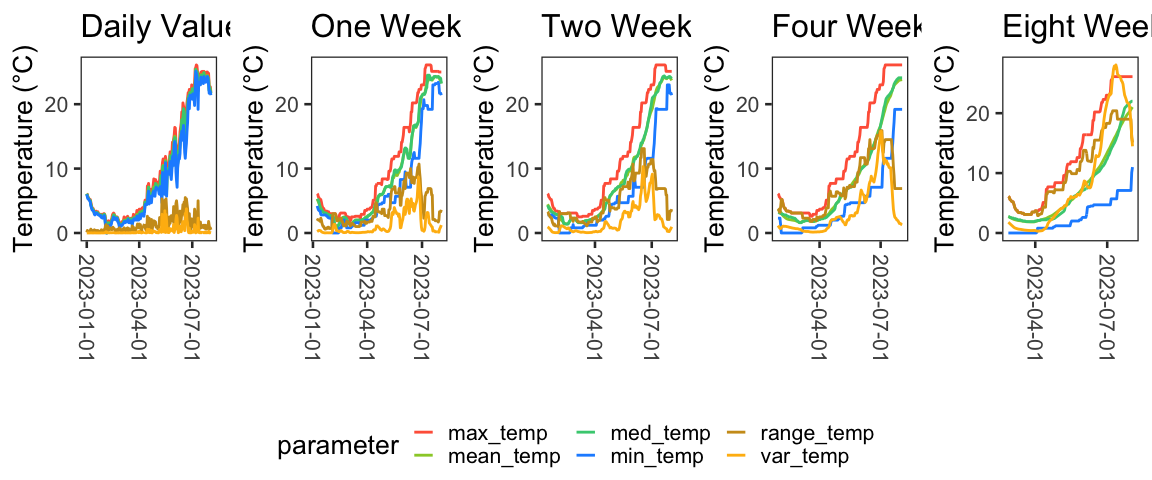 Daily Value
One Week
Two Week
Four Week
Eight Week
Temperature (°C)
20
10
0
2023-01-01
2023-04-01
2023-07-01
Temperature (°C)
20
10
0
2023-01-01
2023-04-01
2023-07-01
Temperature (°C)
20
10
0
2023-04-01
2023-07-01
Temperature (°C)
20
10
0
2023-04-01
2023-07-01
Temperature (°C)
20
10
0
2023-04-01
2023-07-01
parameter
max_temp
mean_temp
med_temp
min_temp
range_temp
var_temp